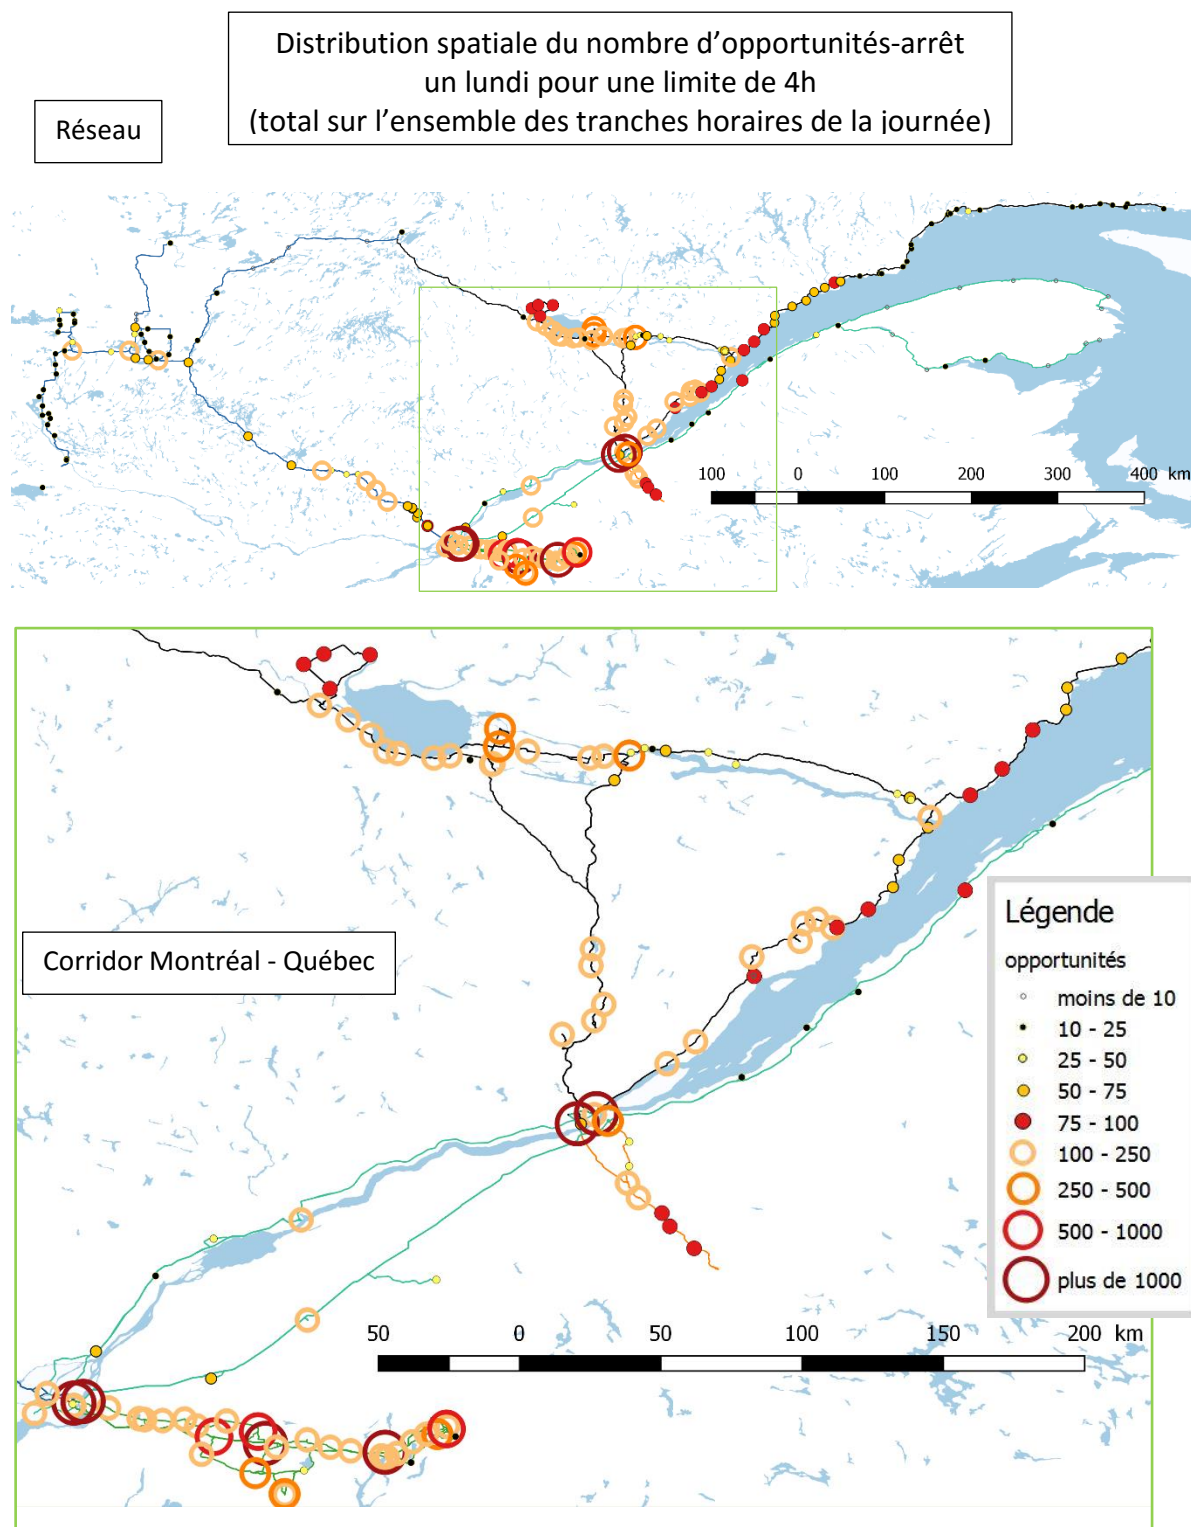 Distribution spatiale du nombre d’opportunités-arrêt
un lundi pour une limite de 4h
(total sur l’ensemble des tranches horaires de la journée)
Réseau
100 0 100 200 300 400 km
Corridor Montréal - Québec
Légende
opportunités
moins de 10
10 - 25
25 - 50
50 - 75
75 - 100
100 - 250
250 - 500
500 - 1000
plus de 1000
50 0 50 100 150 200 km